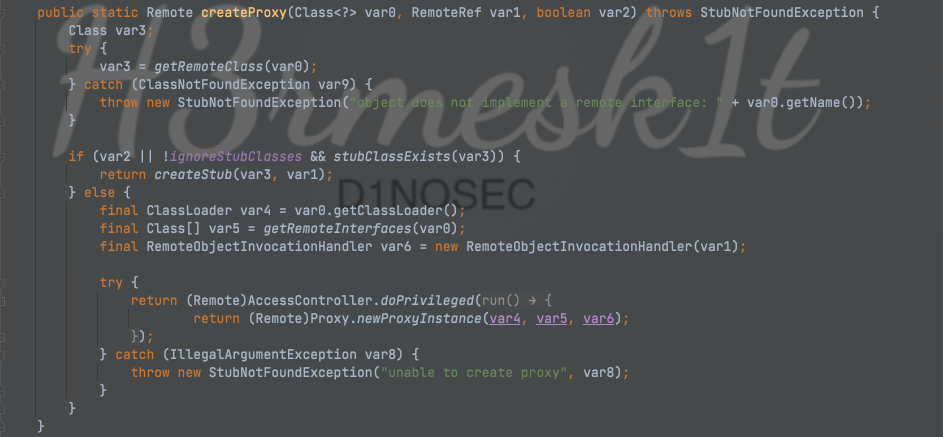 public static Remote createProxy(Class<?> var0, RemoteRef var1, boolean var2) throws StubNotFoundException {
Class var3;
try {
var3 = getRemoteClass(var0);
} catch (ClassNotFoundException var9) {
throw new StubNotFoundException("object does not implement a remote interface: " + var0.getName());
}
if (var2 || !ignoreStubClasses && stubClassExists(var3)) {
return createStub(var3, var1);
} else {
final ClassLoader var4 = var0.getClassLoader();
final Class[] var5 = getRemoteInterfaces(var0);
final RemoteObjectInvocationHandler var6 = new RemoteObjectInvocationHandler(var1);
try {
return (Remote)AccessController.doPrivileged(run() → {
return (Remote)Proxy.newProxyInstance(var4, var5, var6);
});
} catch (IllegalArgumentException var8) {
throw new StubNotFoundException("unable to create proxy", var8);
}
}
}
H3rmesk1t
D1NOSEC